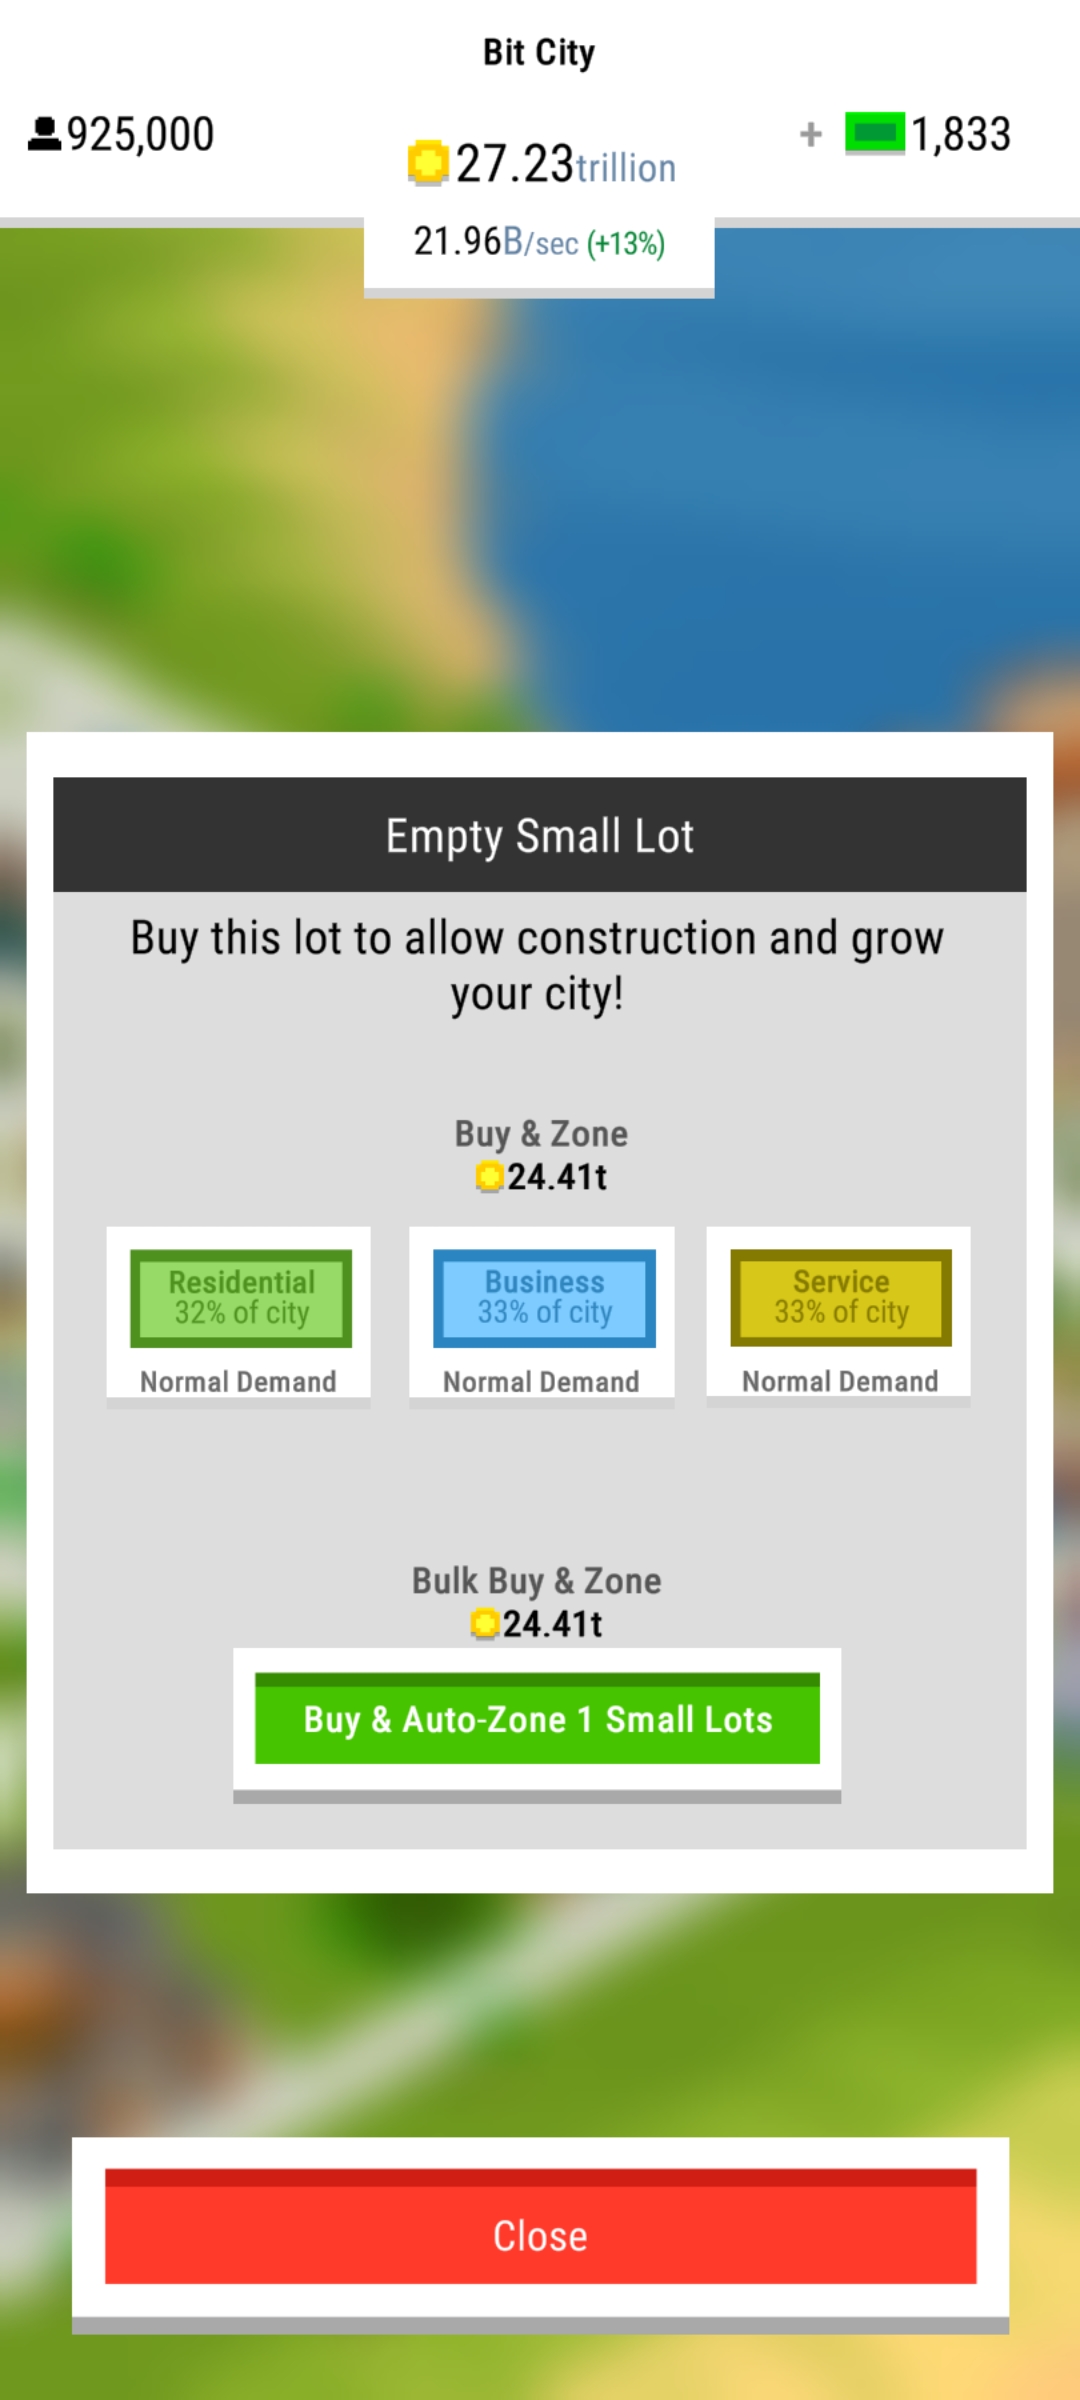 Bit City
925,000
27.23trillion
+ 1,833
21.96B/sec (+13%)
Empty Small Lot
Buy this lot to allow construction and grow
your city!
Buy & Zone
24.41t
Residential
32% of city
Normal Demand
Business
33% of city
Normal Demand
Service
33% of city
Normal Demand
Bulk Buy & Zone
24.41t
Buy & Auto-Zone 1 Small Lots
Close